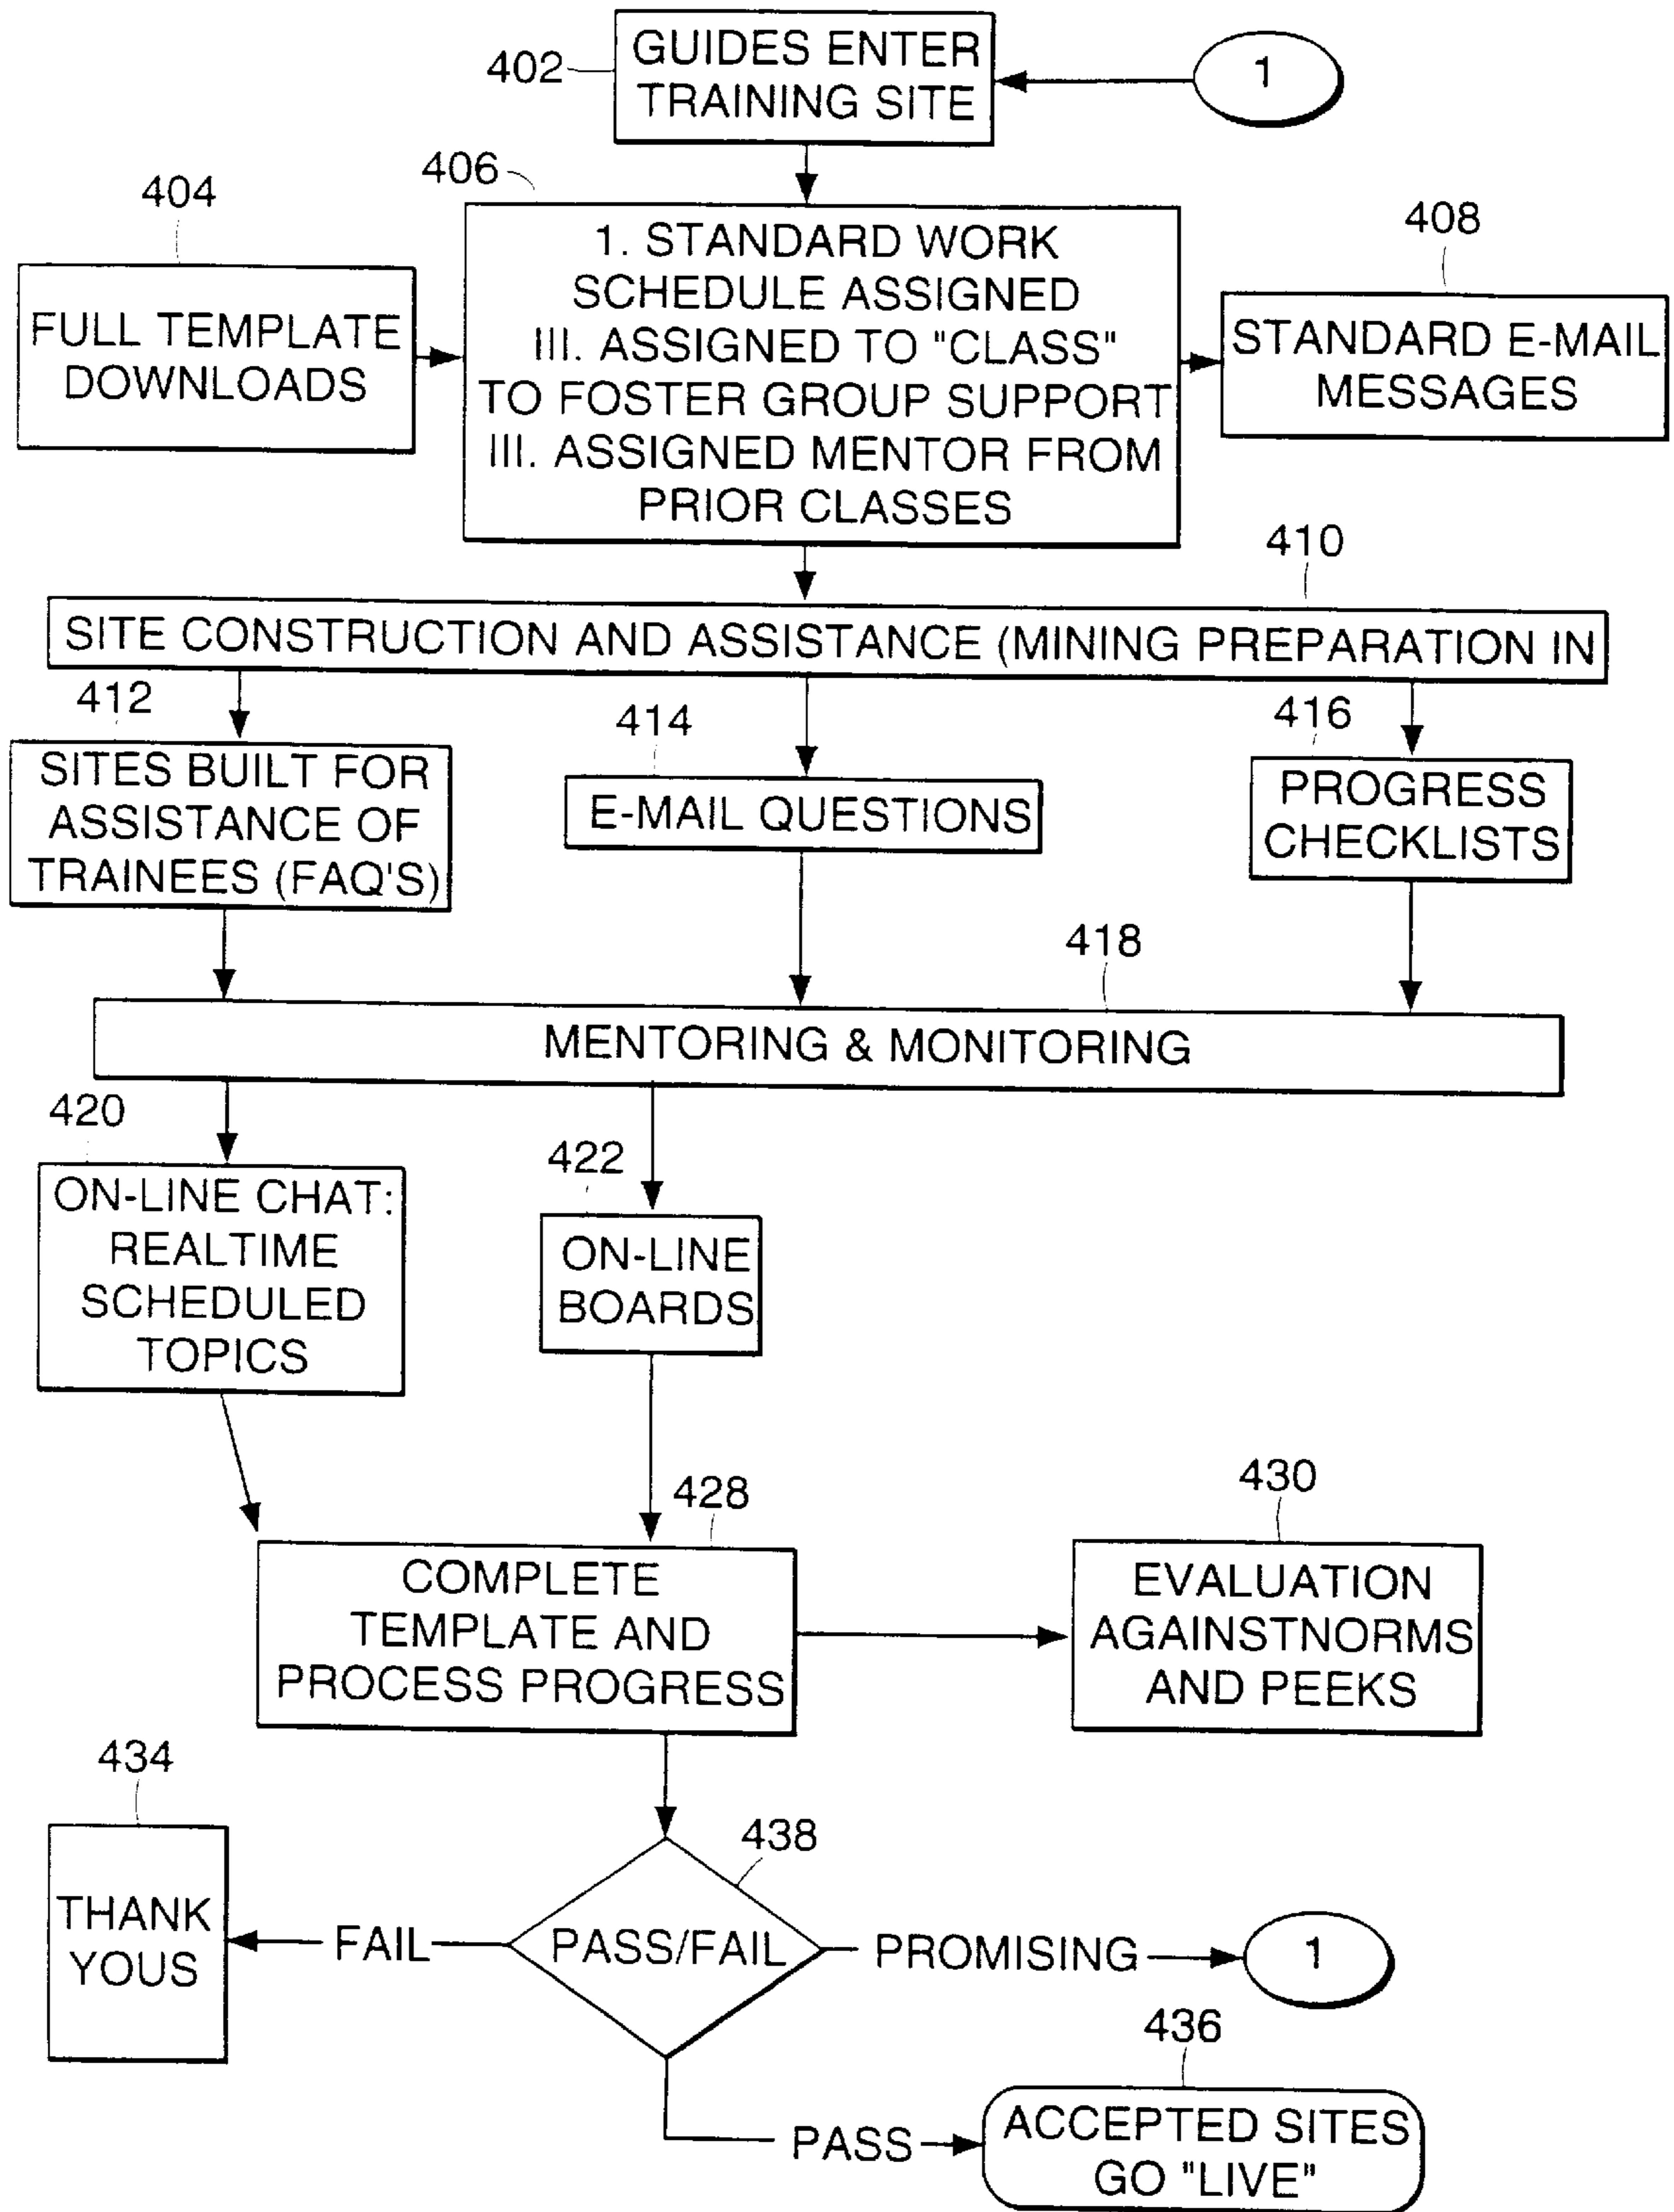 GUIDES ENTER
TRAINING SITE
402
1
406
404
408
1. STANDARD WORK
SCHEDULE ASSIGNED
III. ASSIGNED TO "CLASS"
TO FOSTER GROUP SUPPORT
III. ASSIGNED MENTOR FROM
PRIOR CLASSES
FULL TEMPLATE
DOWNLOADS
STANDARD E-MAIL
MESSAGES
410
SITE CONSTRUCTION AND ASSISTANCE (MINING PREPARATION IN
412
414
416
SITES BUILT FOR
ASSISTANCE OF
TRAINEES (FAQ'S)
E-MAIL QUESTIONS
PROGRESS
CHECKLISTS
418
MENTORING & MONITORING
420
422
ON-LINE CHAT:
REALTIME
SCHEDULED
TOPICS
ON-LINE
BOARDS
428
430
COMPLETE
TEMPLATE AND
PROCESS PROGRESS
EVALUATION
AGAINSTNORMS
AND PEEKS
434
438
THANK
YOUS
FAIL
PASS/FAIL
PROMISING
1
436
PASS
ACCEPTED SITES
GO "LIVE"